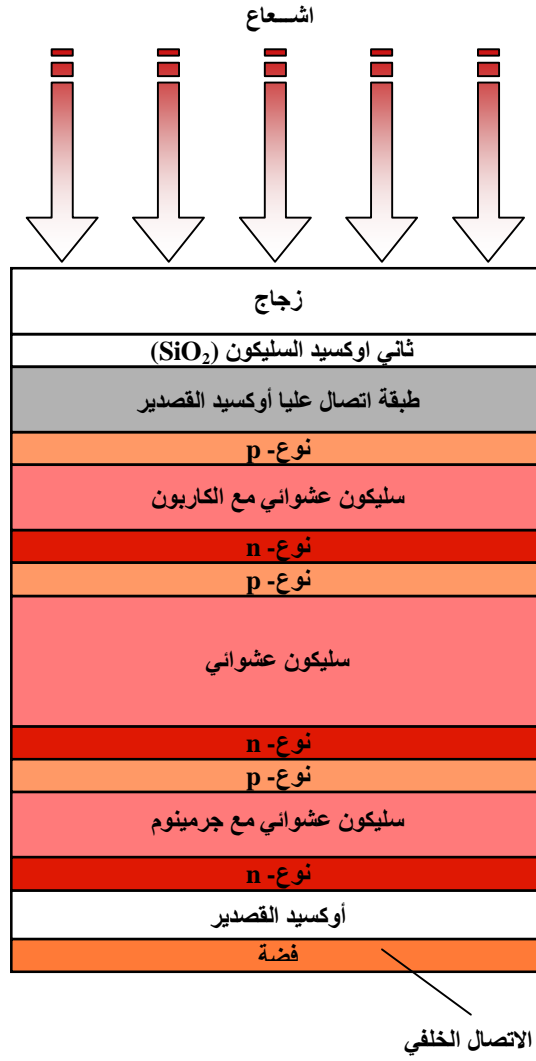 اشـــعاع
زجاج
ثاني اوكسيد السليكون (SiO₂)
طبقة اتصال عليا أوكسيد القصدير
نوع- p
سليكون عشوائي مع الكاربون
نوع- n
نوع- p
سليكون عشوائي
نوع- n
نوع- p
سليكون عشوائي مع جرمينوم
نوع- n
أوكسيد القصدير
فضة
الاتصال الخلفي